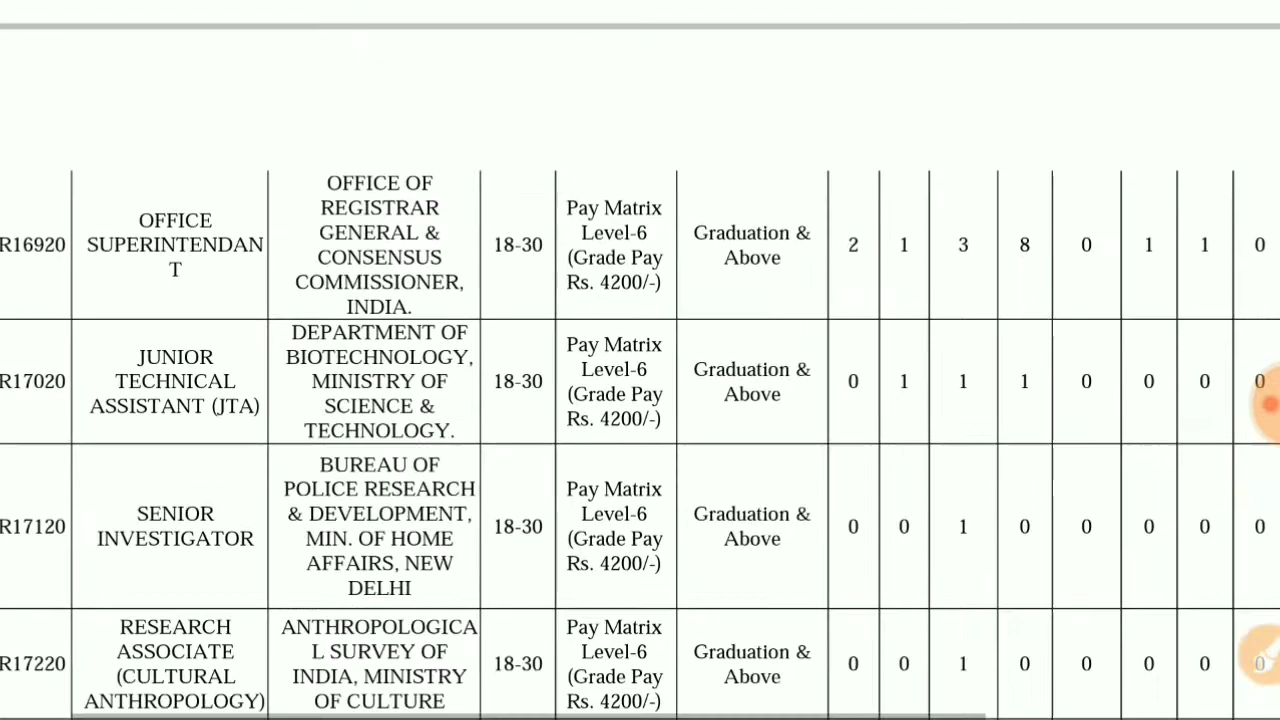 R16920
OFFICE
SUPERINTENDAN
T
OFFICE OF
REGISTRAR
GENERAL &
CONSENSUS
COMMISSIONER,
INDIA.
18-30
Pay Matrix
Level-6
(Grade Pay
Rs. 4200/-)
Graduation &
Above
2 1 3 8 0 1 1 0
R17020
JUNIOR
TECHNICAL
ASSISTANT (JTA)
DEPARTMENT OF
BIOTECHNOLOGY,
MINISTRY OF
SCIENCE &
TECHNOLOGY.
18-30
Pay Matrix
Level-6
(Grade Pay
Rs. 4200/-)
Graduation &
Above
0 1 1 1 0 0 0 0
R17120
SENIOR
INVESTIGATOR
BUREAU OF
POLICE RESEARCH
& DEVELOPMENT,
MIN. OF HOME
AFFAIRS, NEW
DELHI
18-30
Pay Matrix
Level-6
(Grade Pay
Rs. 4200/-)
Graduation &
Above
0 0 1 0 0 0 0 0
R17220
RESEARCH
ASSOCIATE
(CULTURAL
ANTHROPOLOGY)
ANTHROPOLOGICA
L SURVEY OF
INDIA, MINISTRY
OF CULTURE
18-30
Pay Matrix
Level-6
(Grade Pay
Rs. 4200/-)
Graduation &
Above
0 0 1 0 0 0 0 0